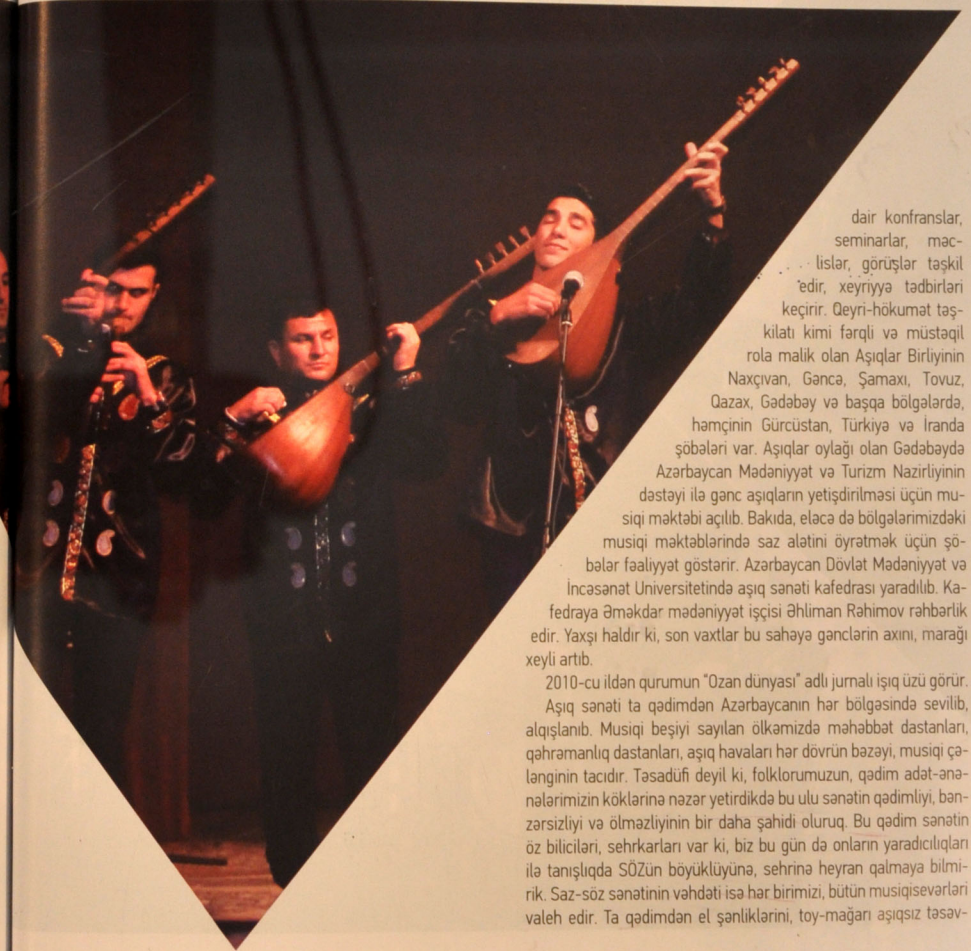 dair konfranslar,
seminarlar, məc-
lislər, görüşlər təşkil
edir, xeyriyyə tədbirləri
keçirir. Qeyri-hökumət təş-
kilatı kimi fərqli və müstəqil
rola malik olan Aşıqlar Birliyinin
Naxçıvan, Gəncə, Şamaxı, Tovuz,
Qazax, Gədəbəy və başqa bölgələrdə,
həmçinin Gürcüstan, Türkiyə və İranda
şöbələri var. Aşıqlar oylağı olan Gədəbəydə
Azərbaycan Mədəniyyət və Turizm Nazirliyinin
dəstəyi ilə gənc aşıqların yetişdirilməsi üçün mu-
siqi məktəbi açılıb. Bakıda, eləcə də bölgələrimizdəki
musiqi məktəblərində saz alətini öyrətmək üçün şö-
bələr fəaliyyət göstərir. Azərbaycan Dövlət Mədəniyyət və
İncəsənət Universitetində aşıq sənəti kafedrası yaradılıb. Ka-
fedraya Əməkdar mədəniyyət işçisi Əhliman Rəhimov rəhbərlik
edir. Yaxşı haldır ki, son vaxtlar bu sahəyə gənclərin axını, marağı
xeyli artıb.
2010-cu ildən qurumun "Ozan dünyası" adlı jurnalı işıq üzü görür.
Aşıq sənəti ta qədimdən Azərbaycanın hər bölgəsində sevilib,
alqışlanıb. Musiqi beşiyi sayılan ölkəmizdə məhəbbət dastanları,
qəhrəmanlıq dastanları, aşıq havaları hər dövrün bəzəyi, musiqi çə-
lənginin tacıdır. Təsadüfi deyil ki, folklorumuzun, qədim adət-ənə-
nələrimizin köklərinə nəzər yetirdikdə bu ulu sənətin qədimliyi, bən-
zərsizliyi və ölməzliyinin bir daha şahidi oluruq. Bu qədim sənətin
öz biliciləri, sehrkarları var ki, biz bu gün də onların yaradıcılıqları
ilə tanışlıqda SÖZün böyüklüyünə, sehrinə heyran qalmaya bilmi-
rik. Saz-söz sənətinin vəhdəti isə hər birimizi, bütün musiqisevərləri
valeh edir. Ta qədimdən el şənliklərini, toy-mağarı aşıqsız təsəv-